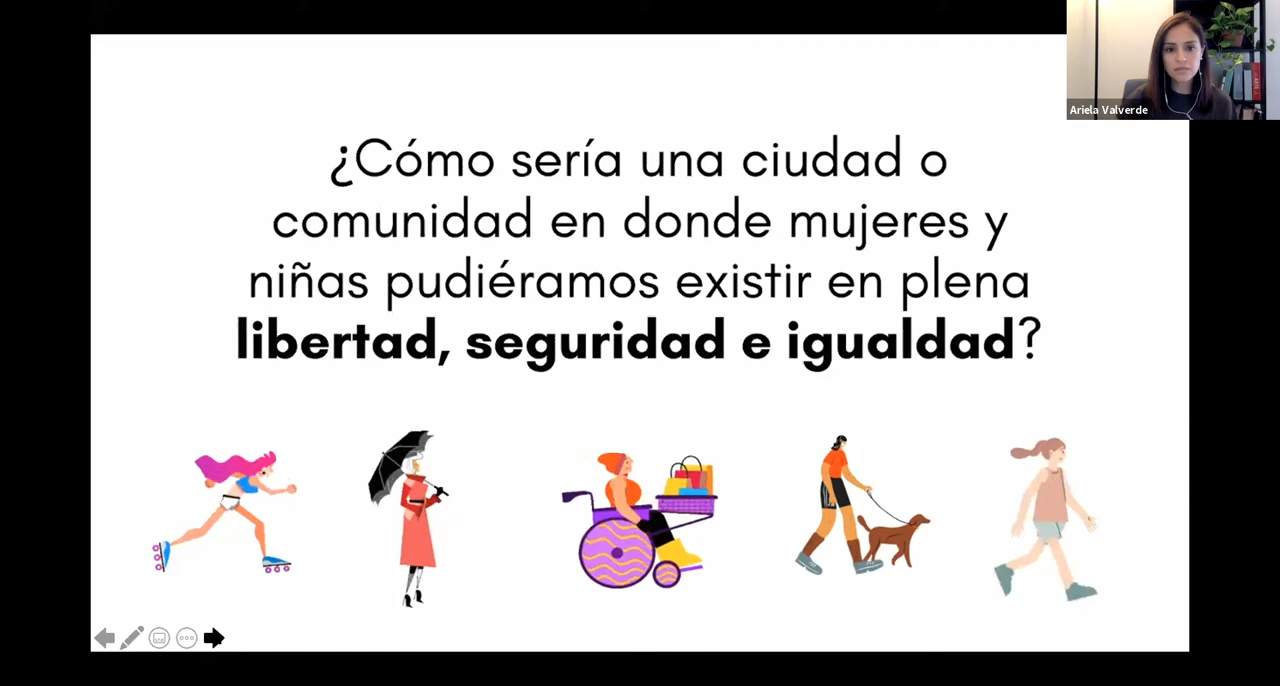 Ariela Valverde
¿Cómo sería una ciudad o
comunidad en donde mujeres y
niñas pudiéramos existir en plena
libertad, seguridad e igualdad?